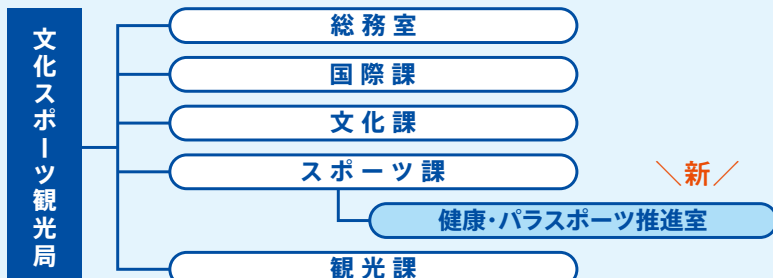 文化スポーツ観光局
総務室
国際課
文化課
スポーツ課
＼新／
健康・パラスポーツ推進室
観光課